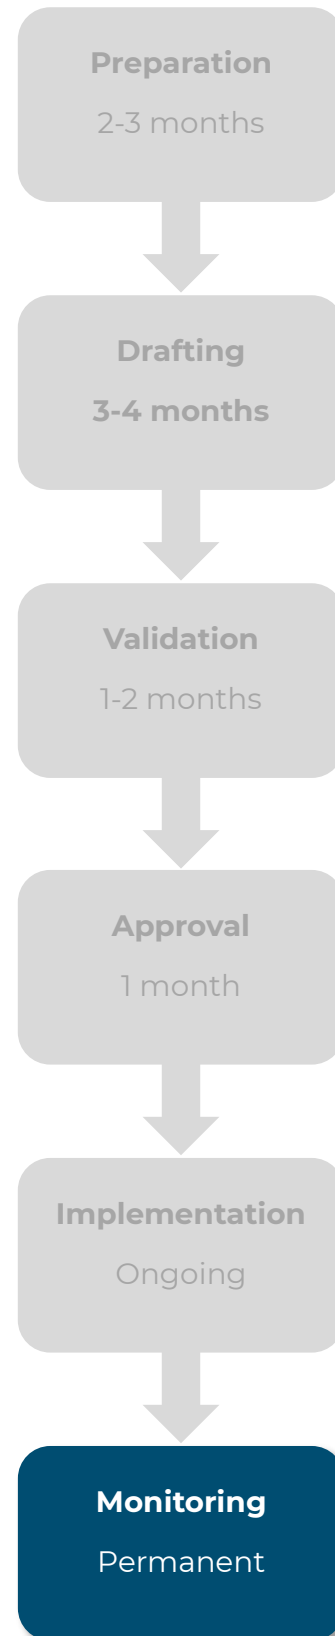 Preparation
2-3 months
Drafting
3-4 months
Validation
1-2 months
Approval
1 month
Implementation
Ongoing
Monitoring
Permanent